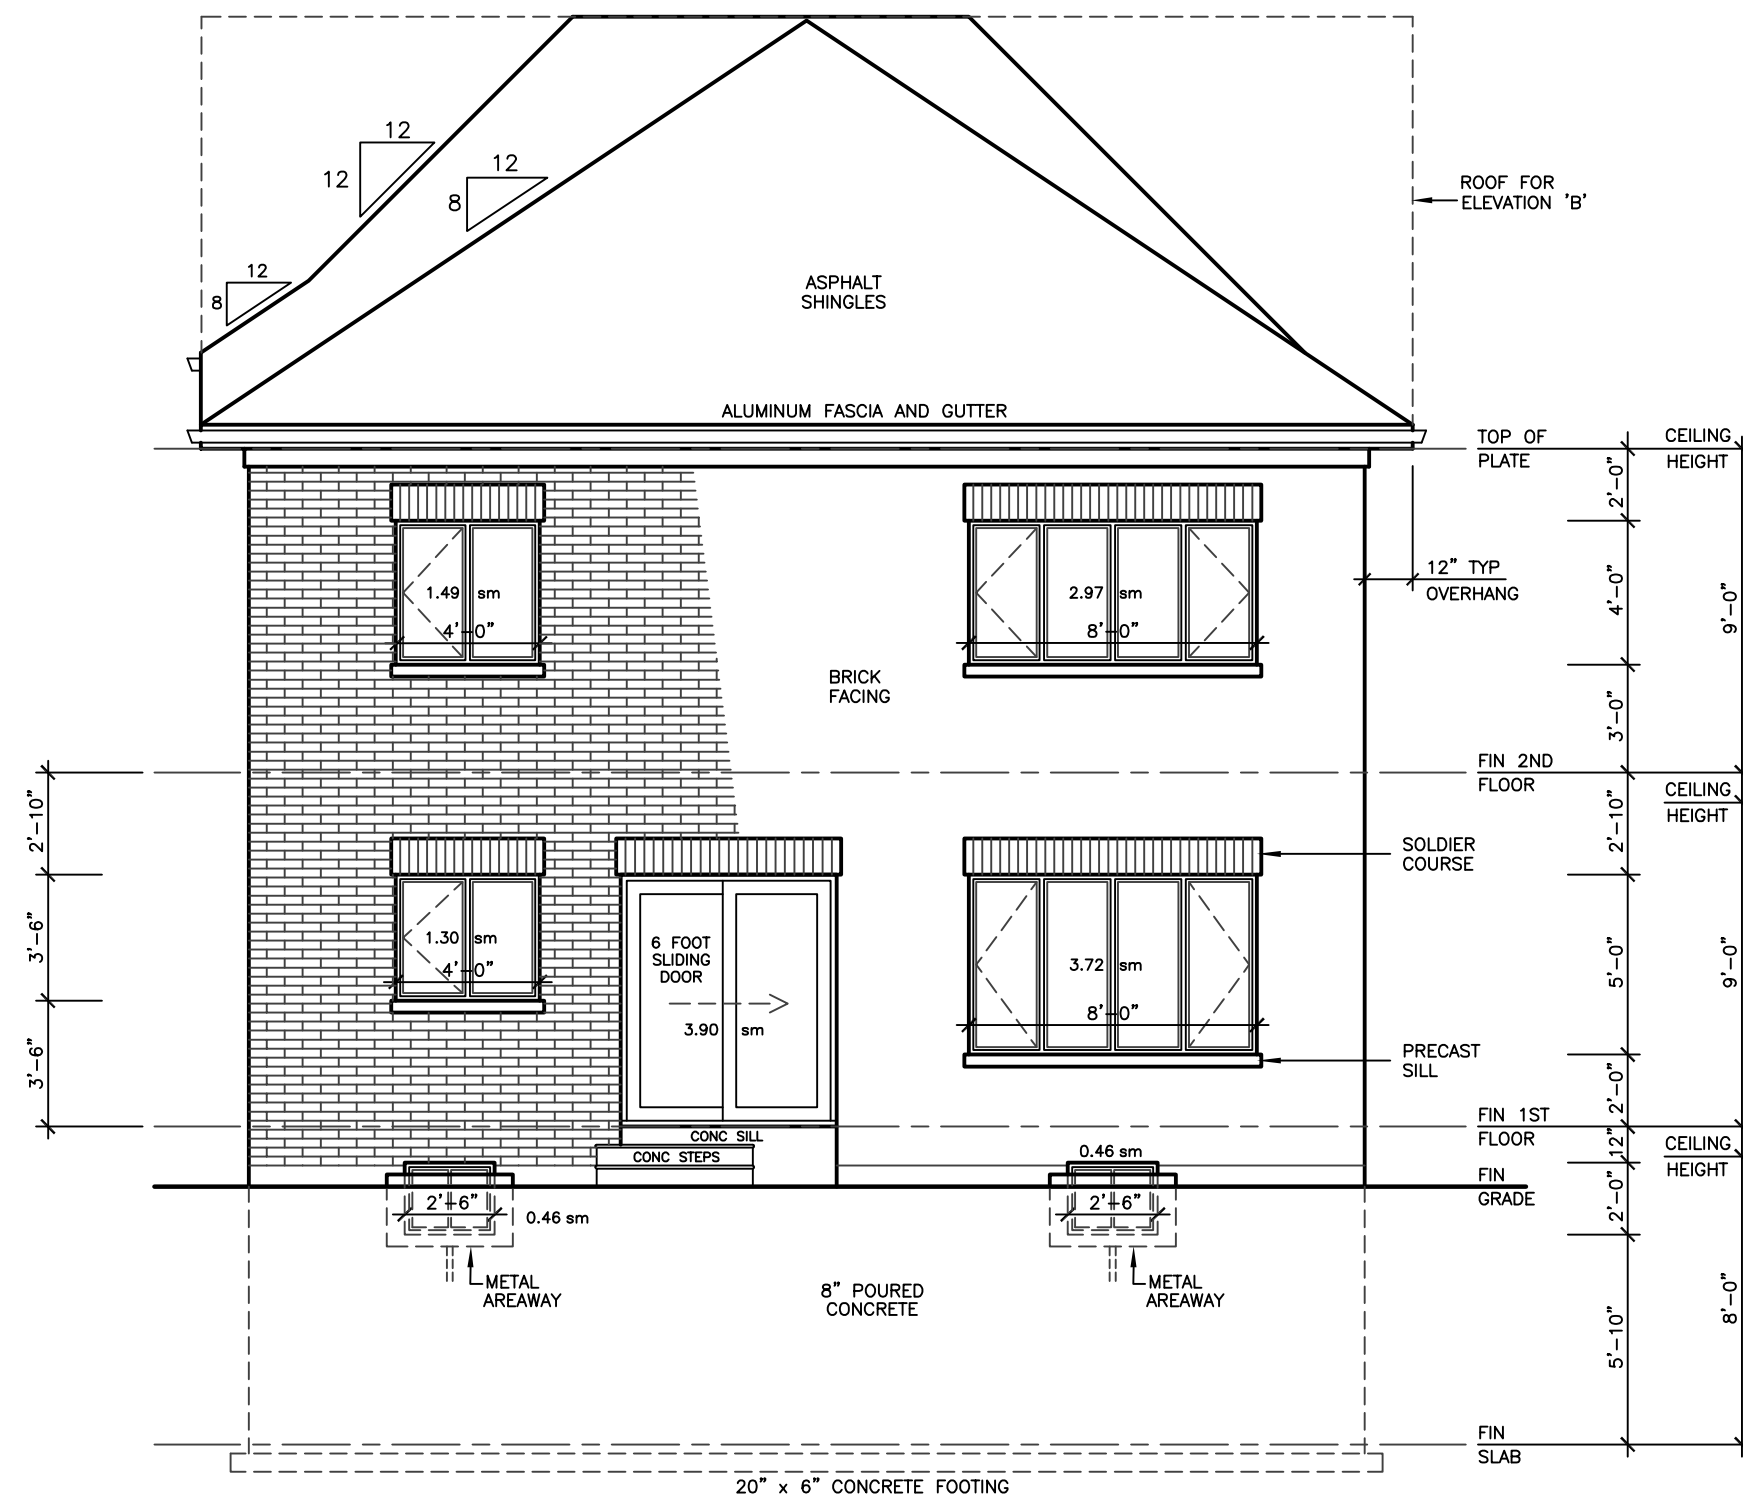 12
12
12
8
12
8
ROOF FOR
ELEVATION 'B'
ASPHALT
SHINGLES
ALUMINUM FASCIA AND GUTTER
TOP OF
PLATE
CEILING
HEIGHT
2'-0"
1.49 sm
4'-0"
2.97 sm
8'-0"
12" TYP
OVERHANG
4'-0"
9'-0"
BRICK
FACING
3'-0"
FIN 2ND
FLOOR
CEILING
HEIGHT
2'-10"
2'-10"
SOLDIER
COURSE
3'-6"
1.30 sm
4'-0"
6 FOOT
SLIDING
DOOR
3.90 sm
3.72 sm
8'-0"
5'-0"
9'-0"
3'-6"
PRECAST
SILL
2'-0"
FIN 1ST
FLOOR
CONC SILL
CONC STEPS
0.46 sm
12"
CEILING
HEIGHT
FIN
GRADE
2'-6"
0.46 sm
2'-6"
2'-0"
METAL
AREAWAY
8" POURED
CONCRETE
METAL
AREAWAY
8'-0"
5'-10"
FIN
SLAB
20" x 6" CONCRETE FOOTING